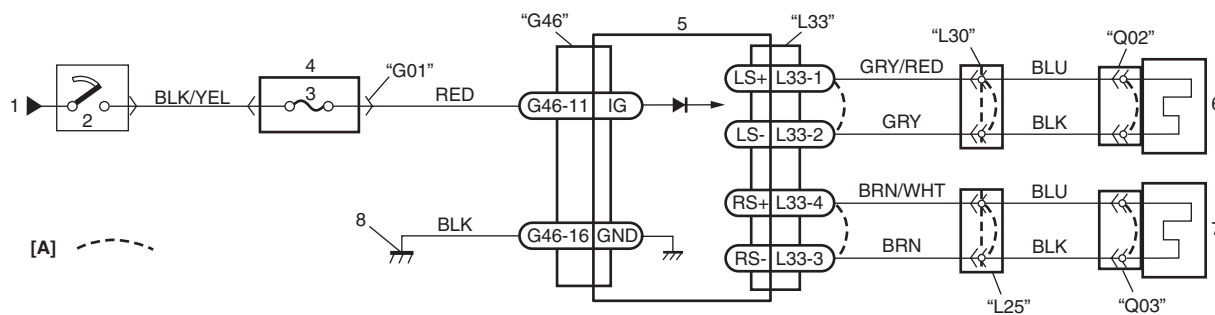 “G46” 5 “L33” “L30” “Q02”
4 “G01”
LS+ L33-1 GRY/RED BLU
1 2 BLK/YEL 3 RED G46-11 IG 6
LS- L33-2 GRY BLK
RS+ L33-4 BRN/WHT BLU
8 BLK G46-16 GND 7
[A]
RS- L33-3 BRN BLK
“L25” “Q03”